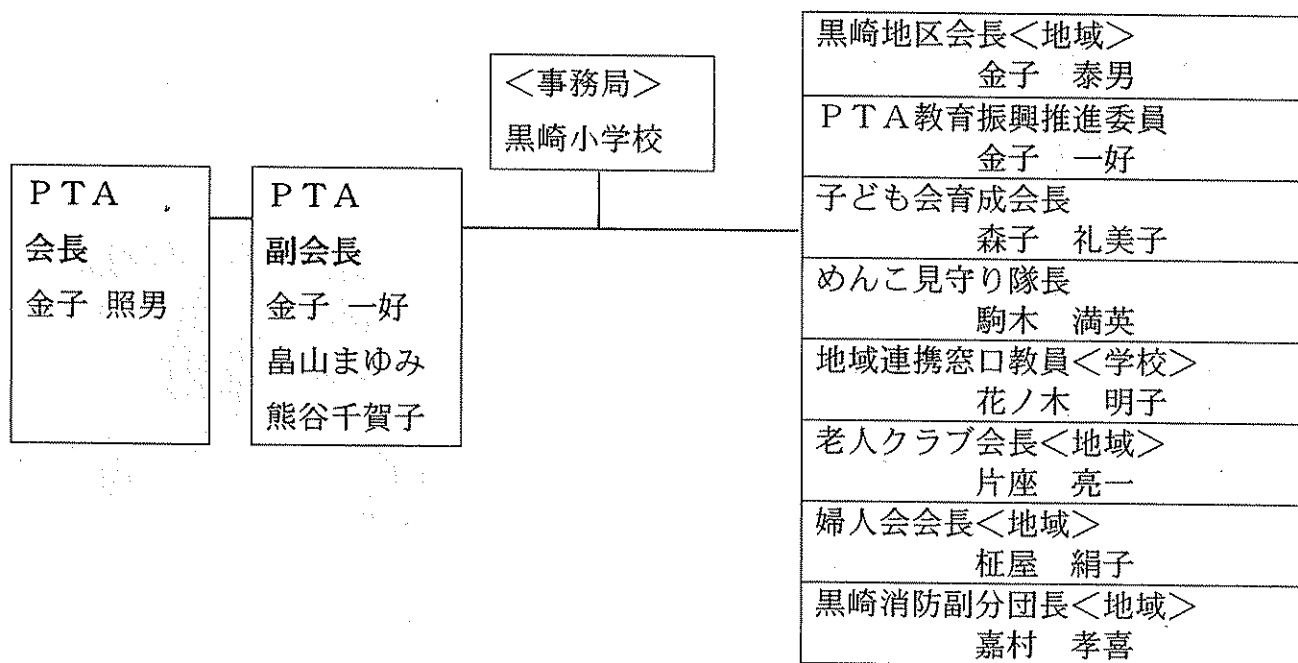 PTA
会長
金子 照男
PTA
副会長
金子 一好
畠山まゆみ
熊谷千賀子
<事務局>
黒崎小学校
黒崎地区会長<地域>
金子 泰男
PTA教育振興推進委員
金子 一好
子ども会育成会長
森子 礼美子
めんこ見守り隊長
駒木 満英
地域連携窓口教員<学校>
花ノ木 明子
老人クラブ会長<地域>
片座 亮一
婦人会会長<地域>
柾屋 絹子
黒崎消防副分団長<地域>
嘉村 孝喜